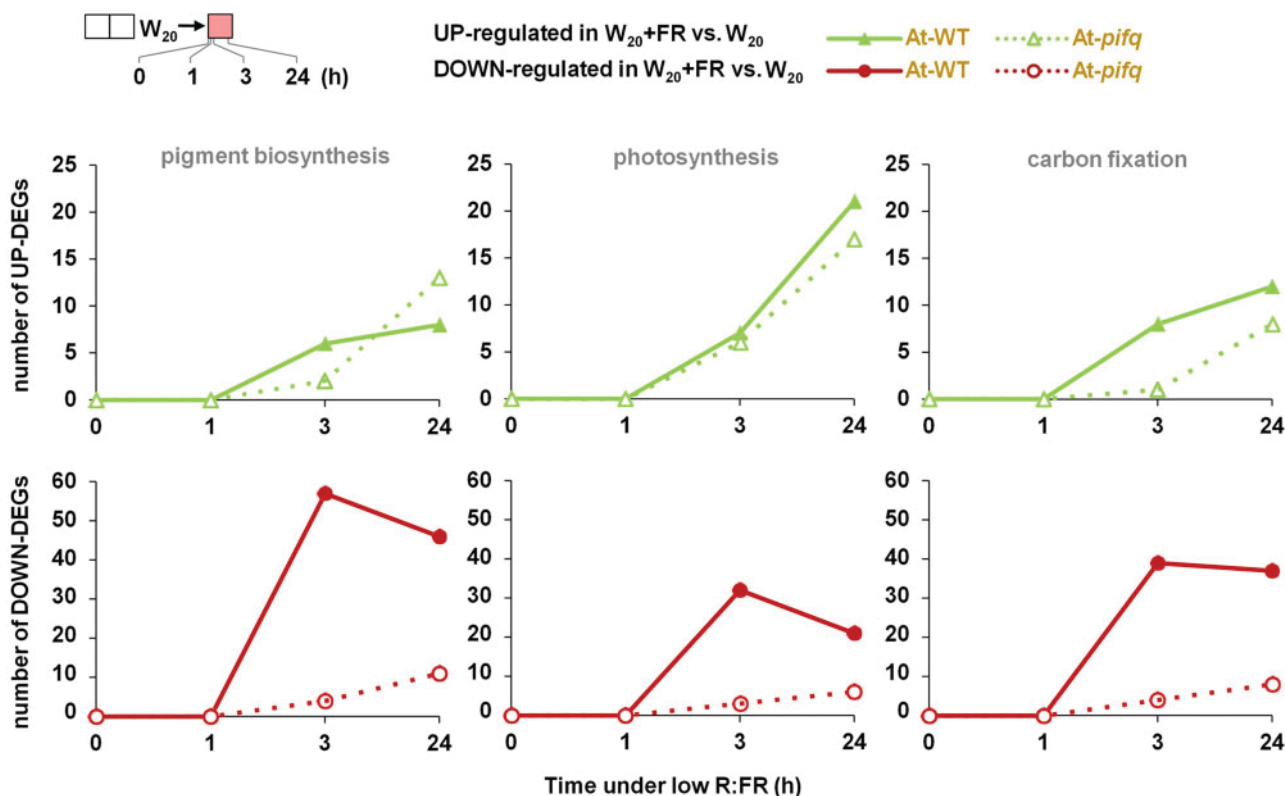 W20
0 1 3 24 (h)
UP-regulated in W20+FR vs. W20 At-WT At-pifq
DOWN-regulated in W20+FR vs. W20 At-WT At-pifq
pigment biosynthesis photosynthesis carbon fixation
number of UP-DEGs
25 25 25
20 20 20
15 15 15
10 10 10
5 5 5
0 0 0
0 1 3 24 0 1 3 24 0 1 3 24
number of DOWN-DEGs
60 60 60
50 50 50
40 40 40
30 30 30
20 20 20
10 10 10
0 0 0
0 1 3 24 0 1 3 24 0 1 3 24
Time under low R:FR (h)